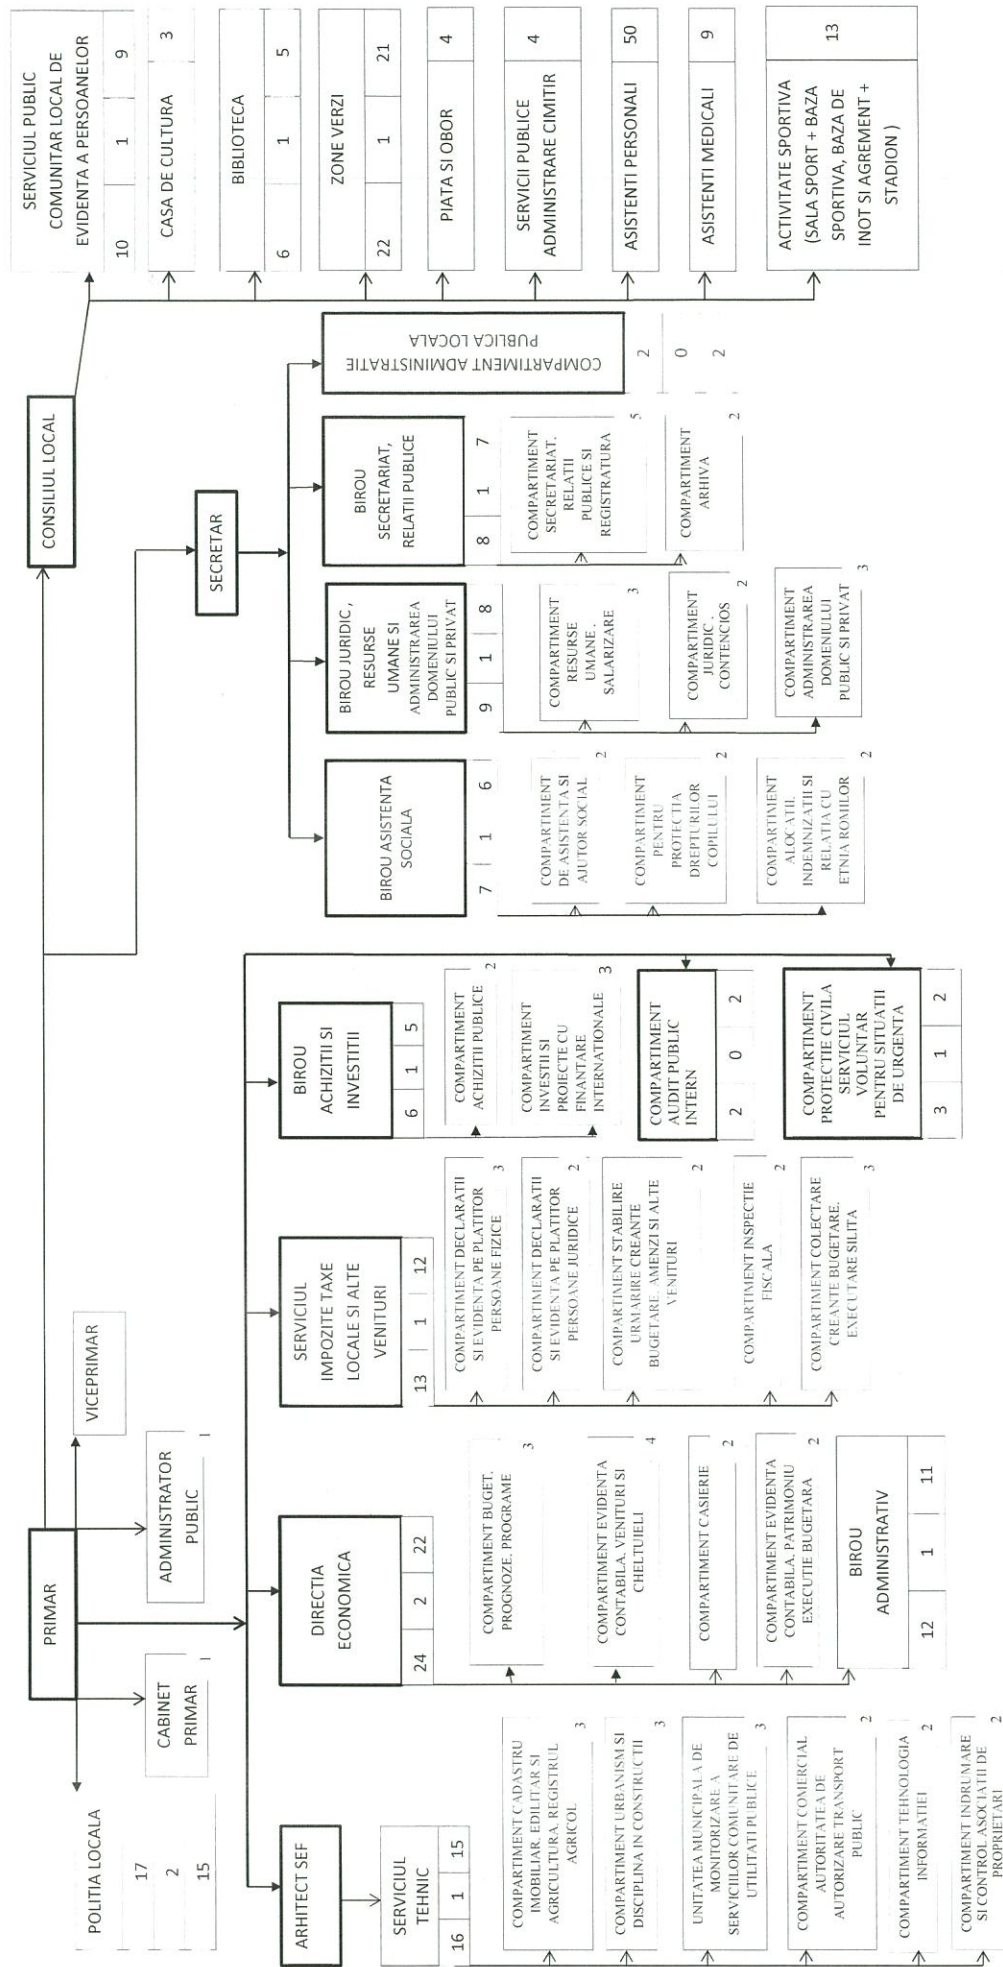 PRIMAR
CONSILIUL LOCAL
VICEPRIMAR
POLITIA LOCALA
17
2
15
CABINET
PRIMAR
1
ADMINISTRATOR
PUBLIC
1
SECRETAR
ARHITECT SEF
SERVICIUL
TEHNIC
16 1 15
COMPARTIMENT CADASTRU
IMOBILIAR, EDILITAR SI
AGRICULTURA, REGISTRUL
AGRICOL
3
COMPARTIMENT URBANISM SI
DISCIPLINA IN CONSTRUCTII
3
UNITATEA MUNICIPALA DE
MONITORIZARE A
SERVICIILOR COMUNITARE DE
UTILITATI PUBLICE
3
COMPARTIMENT COMERCIAL
AUTORITATEA DE
AUTORIZARE TRANSPORT
PUBLIC
2
COMPARTIMENT TEHNOLOGIA
INFORMATIEI
2
COMPARTIMENT INDRUMARE
SI CONTROL ASOCIATII DE
PROPRIETARI
2
DIRECTIA
ECONOMICA
24 2 22
COMPARTIMENT BUGET,
PROGNOZE, PROGRAME
3
COMPARTIMENT EVIDENTA
CONTABILA, VENITURI SI
CHELTUIELI
4
COMPARTIMENT CASIERIE
2
COMPARTIMENT EVIDENTA
CONTABILA, PATRIMONIU
EXECUTIE BUGETARA
2
BIROU
ADMINISTRATIV
12 1 11
SERVICIUL
IMPOZITE TAXE
LOCALE SI ALTE
VENITURI
13 1 12
COMPARTIMENT DECLARATII
SI EVIDENTA PE PLATITOR
PERSOANE FIZICE
3
COMPARTIMENT DECLARATII
SI EVIDENTA PE PLATITOR
PERSOANE JURIDICE
2
COMPARTIMENT STABILIRE
URMARIRE CREANTE
BUGETARE, AMENZI SI ALTE
VENITURI
2
COMPARTIMENT INSPECTIE
FISCALA
2
COMPARTIMENT COLECTARE
CREANTE BUGETARE,
EXECUTARE SILITA
3
BIROU
ACHIZITII SI
INVESTITII
6 1 5
COMPARTIMENT
ACHIZITII PUBLICE
2
COMPARTIMENT
INVESTII SI
PROIECTE CU
FINANTARE
INTERNATIONALE
3
COMPARTIMENT
AUDIT PUBLIC
INTERN
2 0 2
COMPARTIMENT
PROTECTIE CIVILA
SERVICIUL
VOLUNTAR
PENTRU SITUATII
DE URGENTA
3 1 2
BIROU ASISTENTA
SOCIALA
7 1 6
COMPARTIMENT
DE ASISTENTA SI
AJUTOR SOCIAL
2
COMPARTIMENT
PENTRU
PROTECTIA
DREPTURILOR
COPILULUI
2
COMPARTIMENT
ALOCATII,
INDEMNIZATII SI
RELATIA CU
ETNIA ROMILOR
2
BIROU JURIDIC,
RESURSE
UMANE SI
ADMINISTRAREA
DOMENIULUI
PUBLIC SI PRIVAT
9 1 8
COMPARTIMENT
RESURSE
UMANE ,
SALARIZARE
3
COMPARTIMENT
JURIDIC ,
CONTENCIOS
2
COMPARTIMENT
ADMINISTRAREA
DOMENIULUI
PUBLIC SI PRIVAT
3
BIROU
SECRETARIAT,
RELATII PUBLICE
8 1 7
COMPARTIMENT
SECRETARIAT,
RELATII
PUBLICE SI
REGISTRATURA
5
COMPARTIMENT
ARHIVA
2
COMPARTIMENT ADMINISTRATIE
PUBLICA LOCALA
2
0
2
SERVICIUL PUBLIC
COMUNITAR LOCAL DE
EVIDENTA A PERSOANELOR
10 1 9
CASA DE CULTURA 3
BIBLIOTECA
6 1 5
ZONE VERZI
22 1 21
PIATA SI OBOR 4
SERVICII PUBLICE
ADMINISTRARE CIMITIR
4
ASISTENTI PERSONALI 50
ASISTENTI MEDICALI 9
ACTIVITATE SPORTIVA
(SALA SPORT + BAZA
SPORTIVA, BAZA DE
INOT SI AGREMENT +
STADION )
13